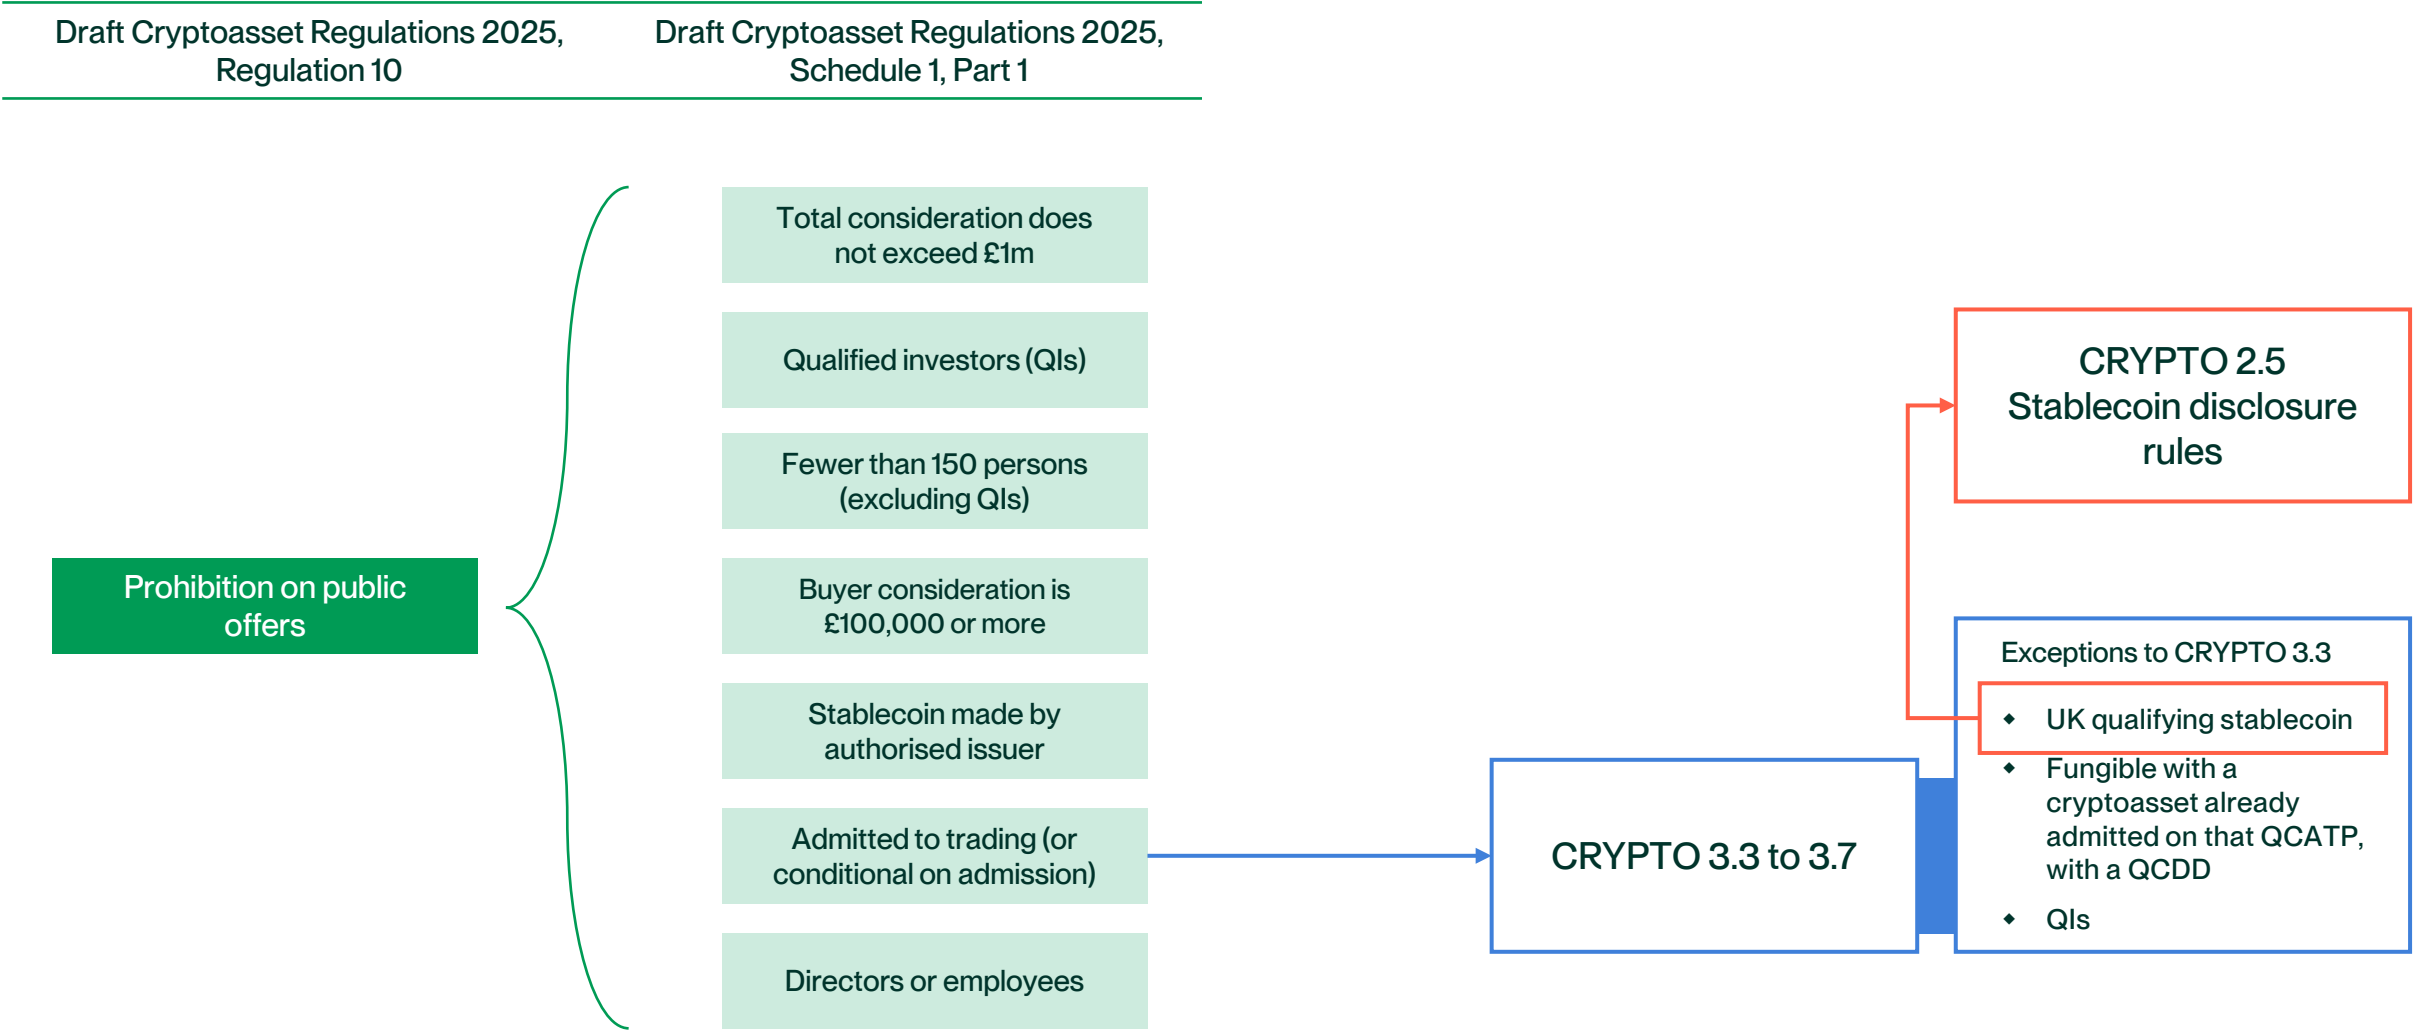 Draft Cryptoasset Regulations 2025,
Regulation 10
Draft Cryptoasset Regulations 2025,
Schedule 1, Part 1
Prohibition on public
offers
Total consideration does
not exceed £1m
Qualified investors (QIs)
Fewer than 150 persons
(excluding QIs)
Buyer consideration is
£100,000 or more
Stablecoin made by
authorised issuer
Admitted to trading (or
conditional on admission)
Directors or employees
CRYPTO 3.3 to 3.7
CRYPTO 2.5
Stablecoin disclosure
rules
Exceptions to CRYPTO 3.3
◆ UK qualifying stablecoin
◆ Fungible with a
cryptoasset already
admitted on that QCATP,
with a QCDD
◆ QIs